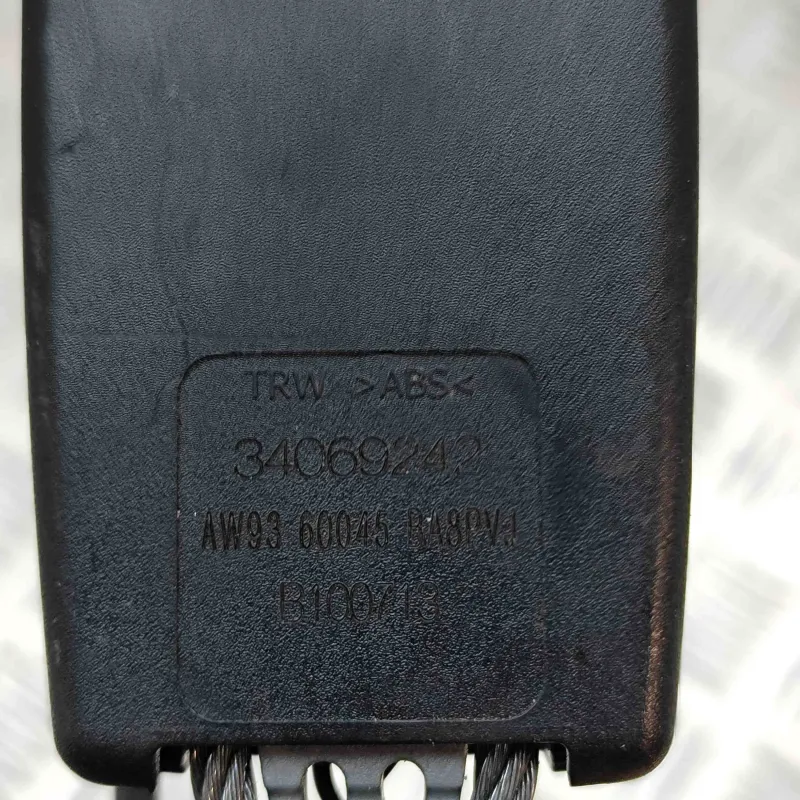 TRW >ABS<
34069242
AW93 60045 BA8PVJ
B100713